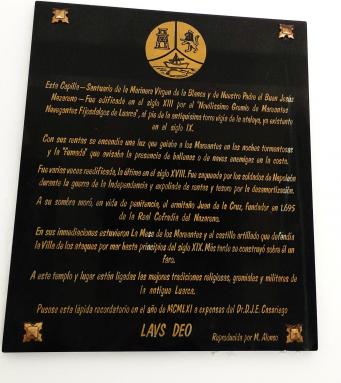 Esta Capilla - Santuario de la Marinera Virgen de la Blanca y de Nuestro Padre el Buen Jesús
Nazareno - Fue edificada en el siglo XIII por el "Novilíssimo Gremio de Mareantes y
Navegantes Fijosdalgos de Luarca", al pie de la antiquísima torre vigía de la atalaya, ya existente
en el siglo IX.
Con sus rentas se encendía una luz que guiaba a los Mareantes en las noches tormentosas
y la "fumada" que avisaba la presencia de ballenas o de naves enemigas en la costa.
Fue varias veces reedificada, la última en el siglo XVIII. Fue saqueada por los soldados de Napoleón
durante la guerra de la Independencia y expoliada de rentas y tesoro por la desamortización.
A su sombra moró, en vida de penitancia, el ermitaño Juan de la Cruz, fundador en 1.695
de la Real Cofradía del Nazareno.
En sus inmediaciones estuvieron La Mesa de los Mareantes y el castillo artillado que defendía
la Villa de los ataques por mar hasta principios del siglo XIX. Más tarde se construyó sobre él un
faro.
A este templo y lugar están ligadas las mejores tradiciones religiosas, gremiales y militares de
la antigua Luarca.
Pusose esta lápida recordatorio en el año de MCMLXI a expensas del Dr.D.J.E. Casariego
LAVS DEO
Reproducida por M. Alonso